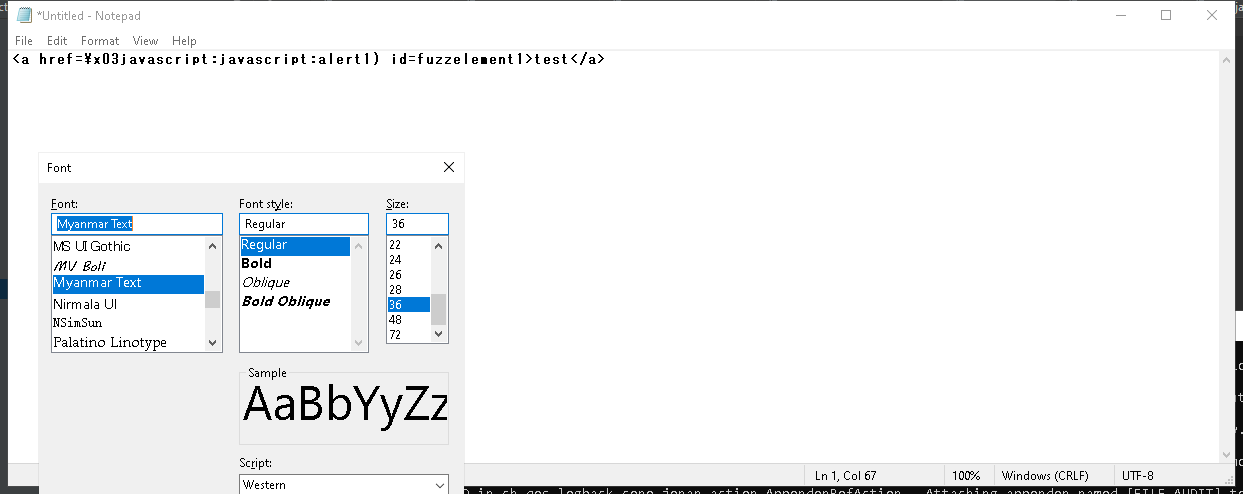 *Untitled - Notepad
File Edit Format View Help
<a href=¥x03javascript:javascript:alert1) id=fuzzelement1>test</a>
Font
Font: Font style: Size:
Myanmar Text Regular 36
MS UI Gothic Regular 22
MV Boli Bold 24
Myanmar Text Oblique 26
Nirmala UI Bold Oblique 28
NSimSun 36
Palatino Linotype 48
72
Sample
AaBbYyZz
Script:
Western
Ln 1, Col 67 100% Windows (CRLF) UTF-8